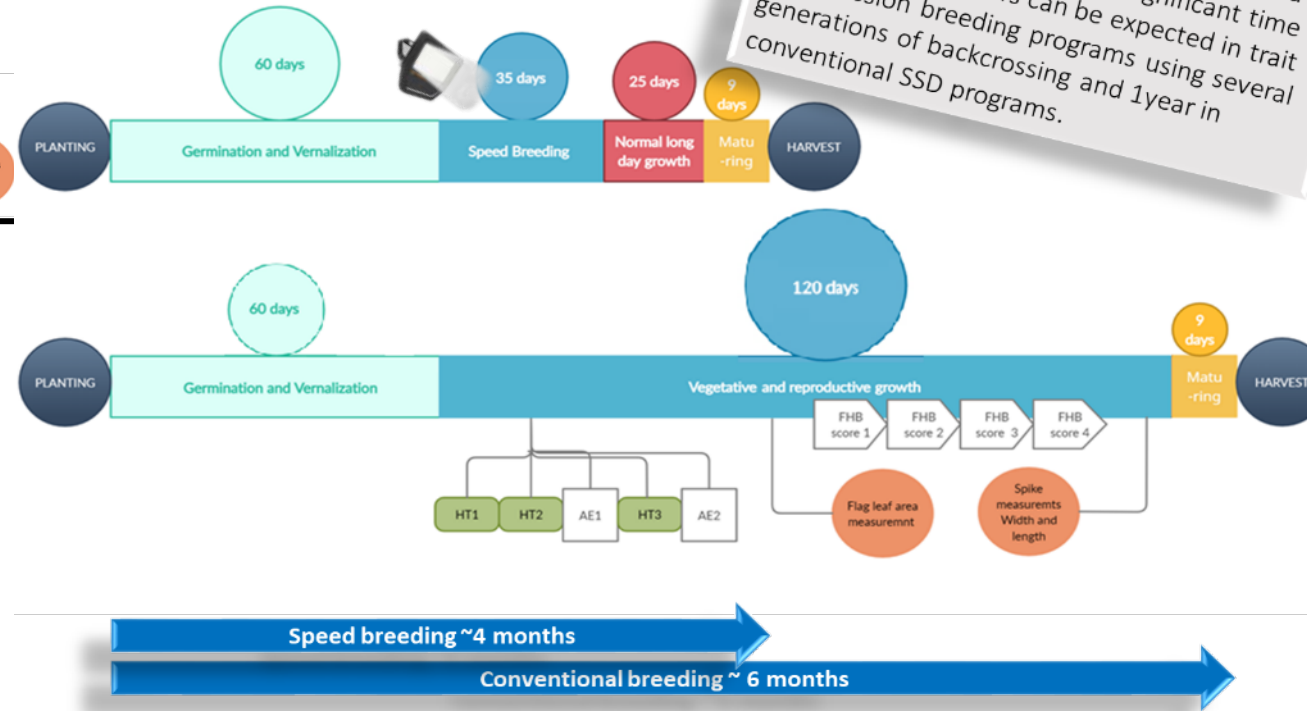 gnificant time
s can be expected in trait
ssion breeding programs using several
generations of backcrossing and 1year in
conventional SSD programs.
60 days
35 days
25 days
9
days
PLANTING
Germination and Vernalization
Speed Breeding
Normal long
day growth
Matu
-ring
HARVEST
60 days
120 days
9
days
PLANTING
Germination and Vernalization
Vegetative and reproductive growth
Matu
-ring
HARVEST
FHB
score 1
FHB
score 2
FHB
score 3
FHB
score 4
HT1
HT2
AE1
HT3
AE2
Flag leaf area
measuremnt
Spike
measuremts
Width and
length
Speed breeding ~4 months
Conventional breeding ~ 6 months